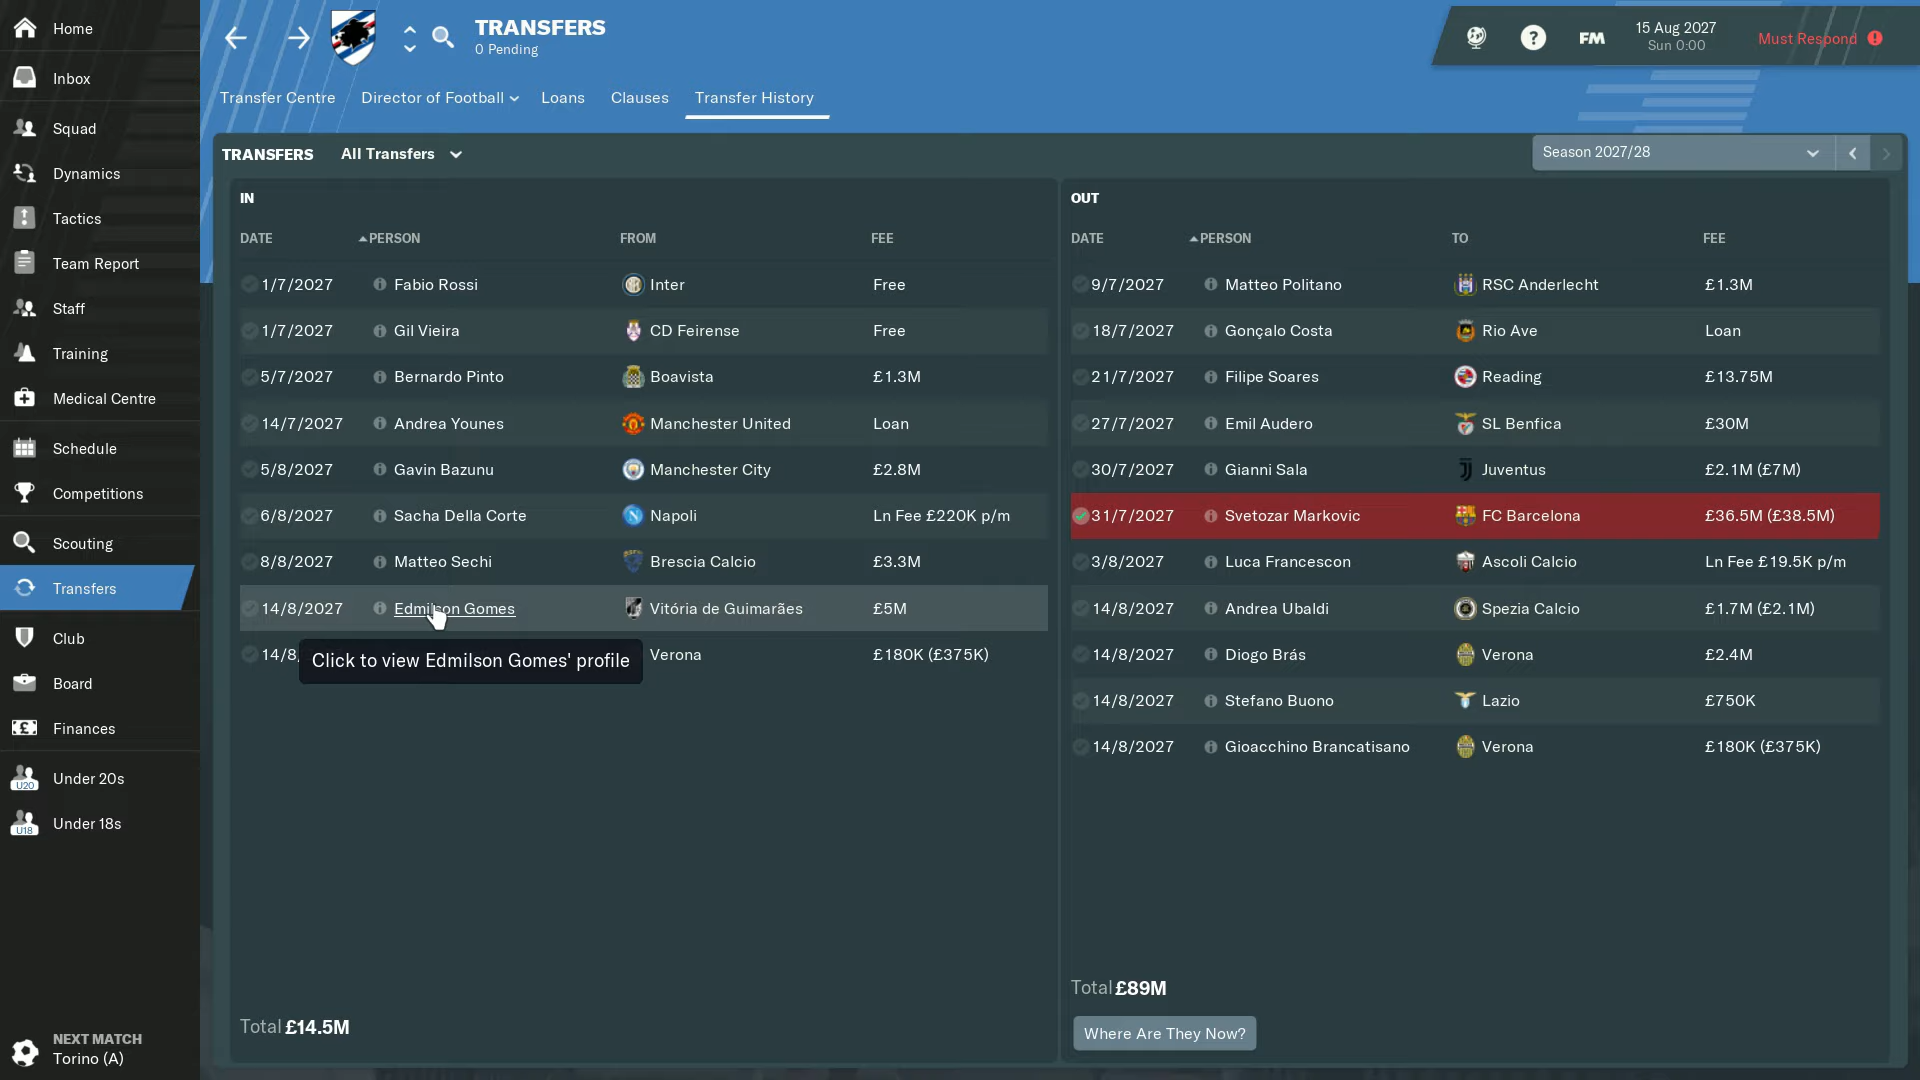 Home
Inbox
Squad
Dynamics
Tactics
Team Report
Staff
Training
Medical Centre
Schedule
Competitions
Scouting
Transfers
Club
Board
Finances
U20
Under 20s
U18
Under 18s
NEXT MATCH
Torino (A)
TRANSFERS
0 Pending
?
FM
15 Aug 2027
Sun 0:00
Must Respond
Transfer Centre
Director of Football
Loans
Clauses
Transfer History
TRANSFERS All Transfers
Season 2027/28
IN
DATE PERSON FROM FEE
1/7/2027 Fabio Rossi Inter Free
1/7/2027 Gil Vieira CD Feirense Free
5/7/2027 Bernardo Pinto Boavista £1.3M
14/7/2027 Andrea Younes Manchester United Loan
5/8/2027 Gavin Bazunu Manchester City £2.8M
6/8/2027 Sacha Della Corte Napoli Ln Fee £220K p/m
8/8/2027 Matteo Sechi Brescia Calcio £3.3M
14/8/2027 Edmilson Gomes Vitória de Guimarães £5M
14/8 Verona £180K (£375K)
Click to view Edmilson Gomes' profile
Total £14.5M
OUT
DATE PERSON TO FEE
9/7/2027 Matteo Politano RSC Anderlecht £1.3M
18/7/2027 Gonçalo Costa Rio Ave Loan
21/7/2027 Filipe Soares Reading £13.75M
27/7/2027 Emil Audero SL Benfica £30M
30/7/2027 Gianni Sala Juventus £2.1M (£7M)
31/7/2027 Svetozar Markovic FC Barcelona £36.5M (£38.5M)
3/8/2027 Luca Francescon Ascoli Calcio Ln Fee £19.5K p/m
14/8/2027 Andrea Ubaldi Spezia Calcio £1.7M (£2.1M)
14/8/2027 Diogo Brás Verona £2.4M
14/8/2027 Stefano Buono Lazio £750K
14/8/2027 Gioacchino Brancatisano Verona £180K (£375K)
Total £89M
Where Are They Now?